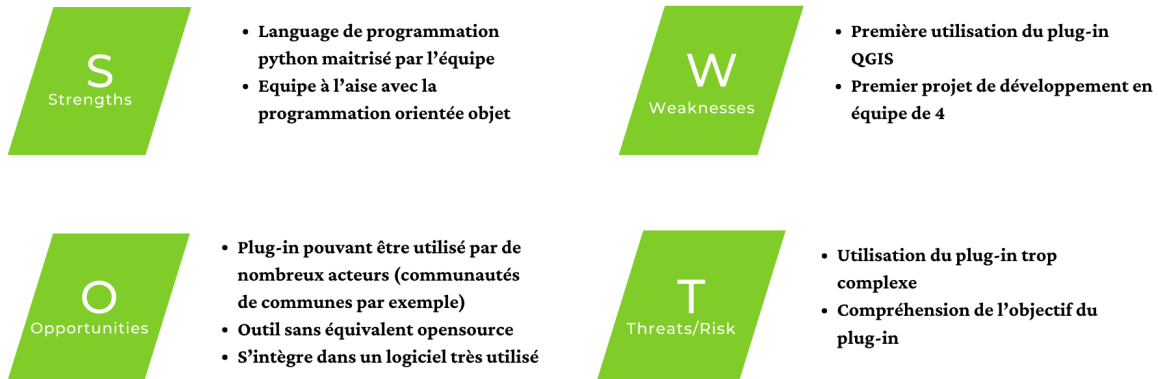 S
Strengths
• Language de programmation
python maitrisé par l'équipe
• Equipe à l'aise avec la
programmation orientée objet
W
Weaknesses
• Première utilisation du plug-in
QGIS
• Premier projet de développement en
équipe de 4
O
Opportunities
• Plug-in pouvant être utilisé par de
nombreux acteurs (communautés
de communes par exemple)
• Outil sans équivalent opensource
• S'intègre dans un logiciel très utilisé
T
Threats/Risk
• Utilisation du plug-in trop
complexe
• Compréhension de l'objectif du
plug-in